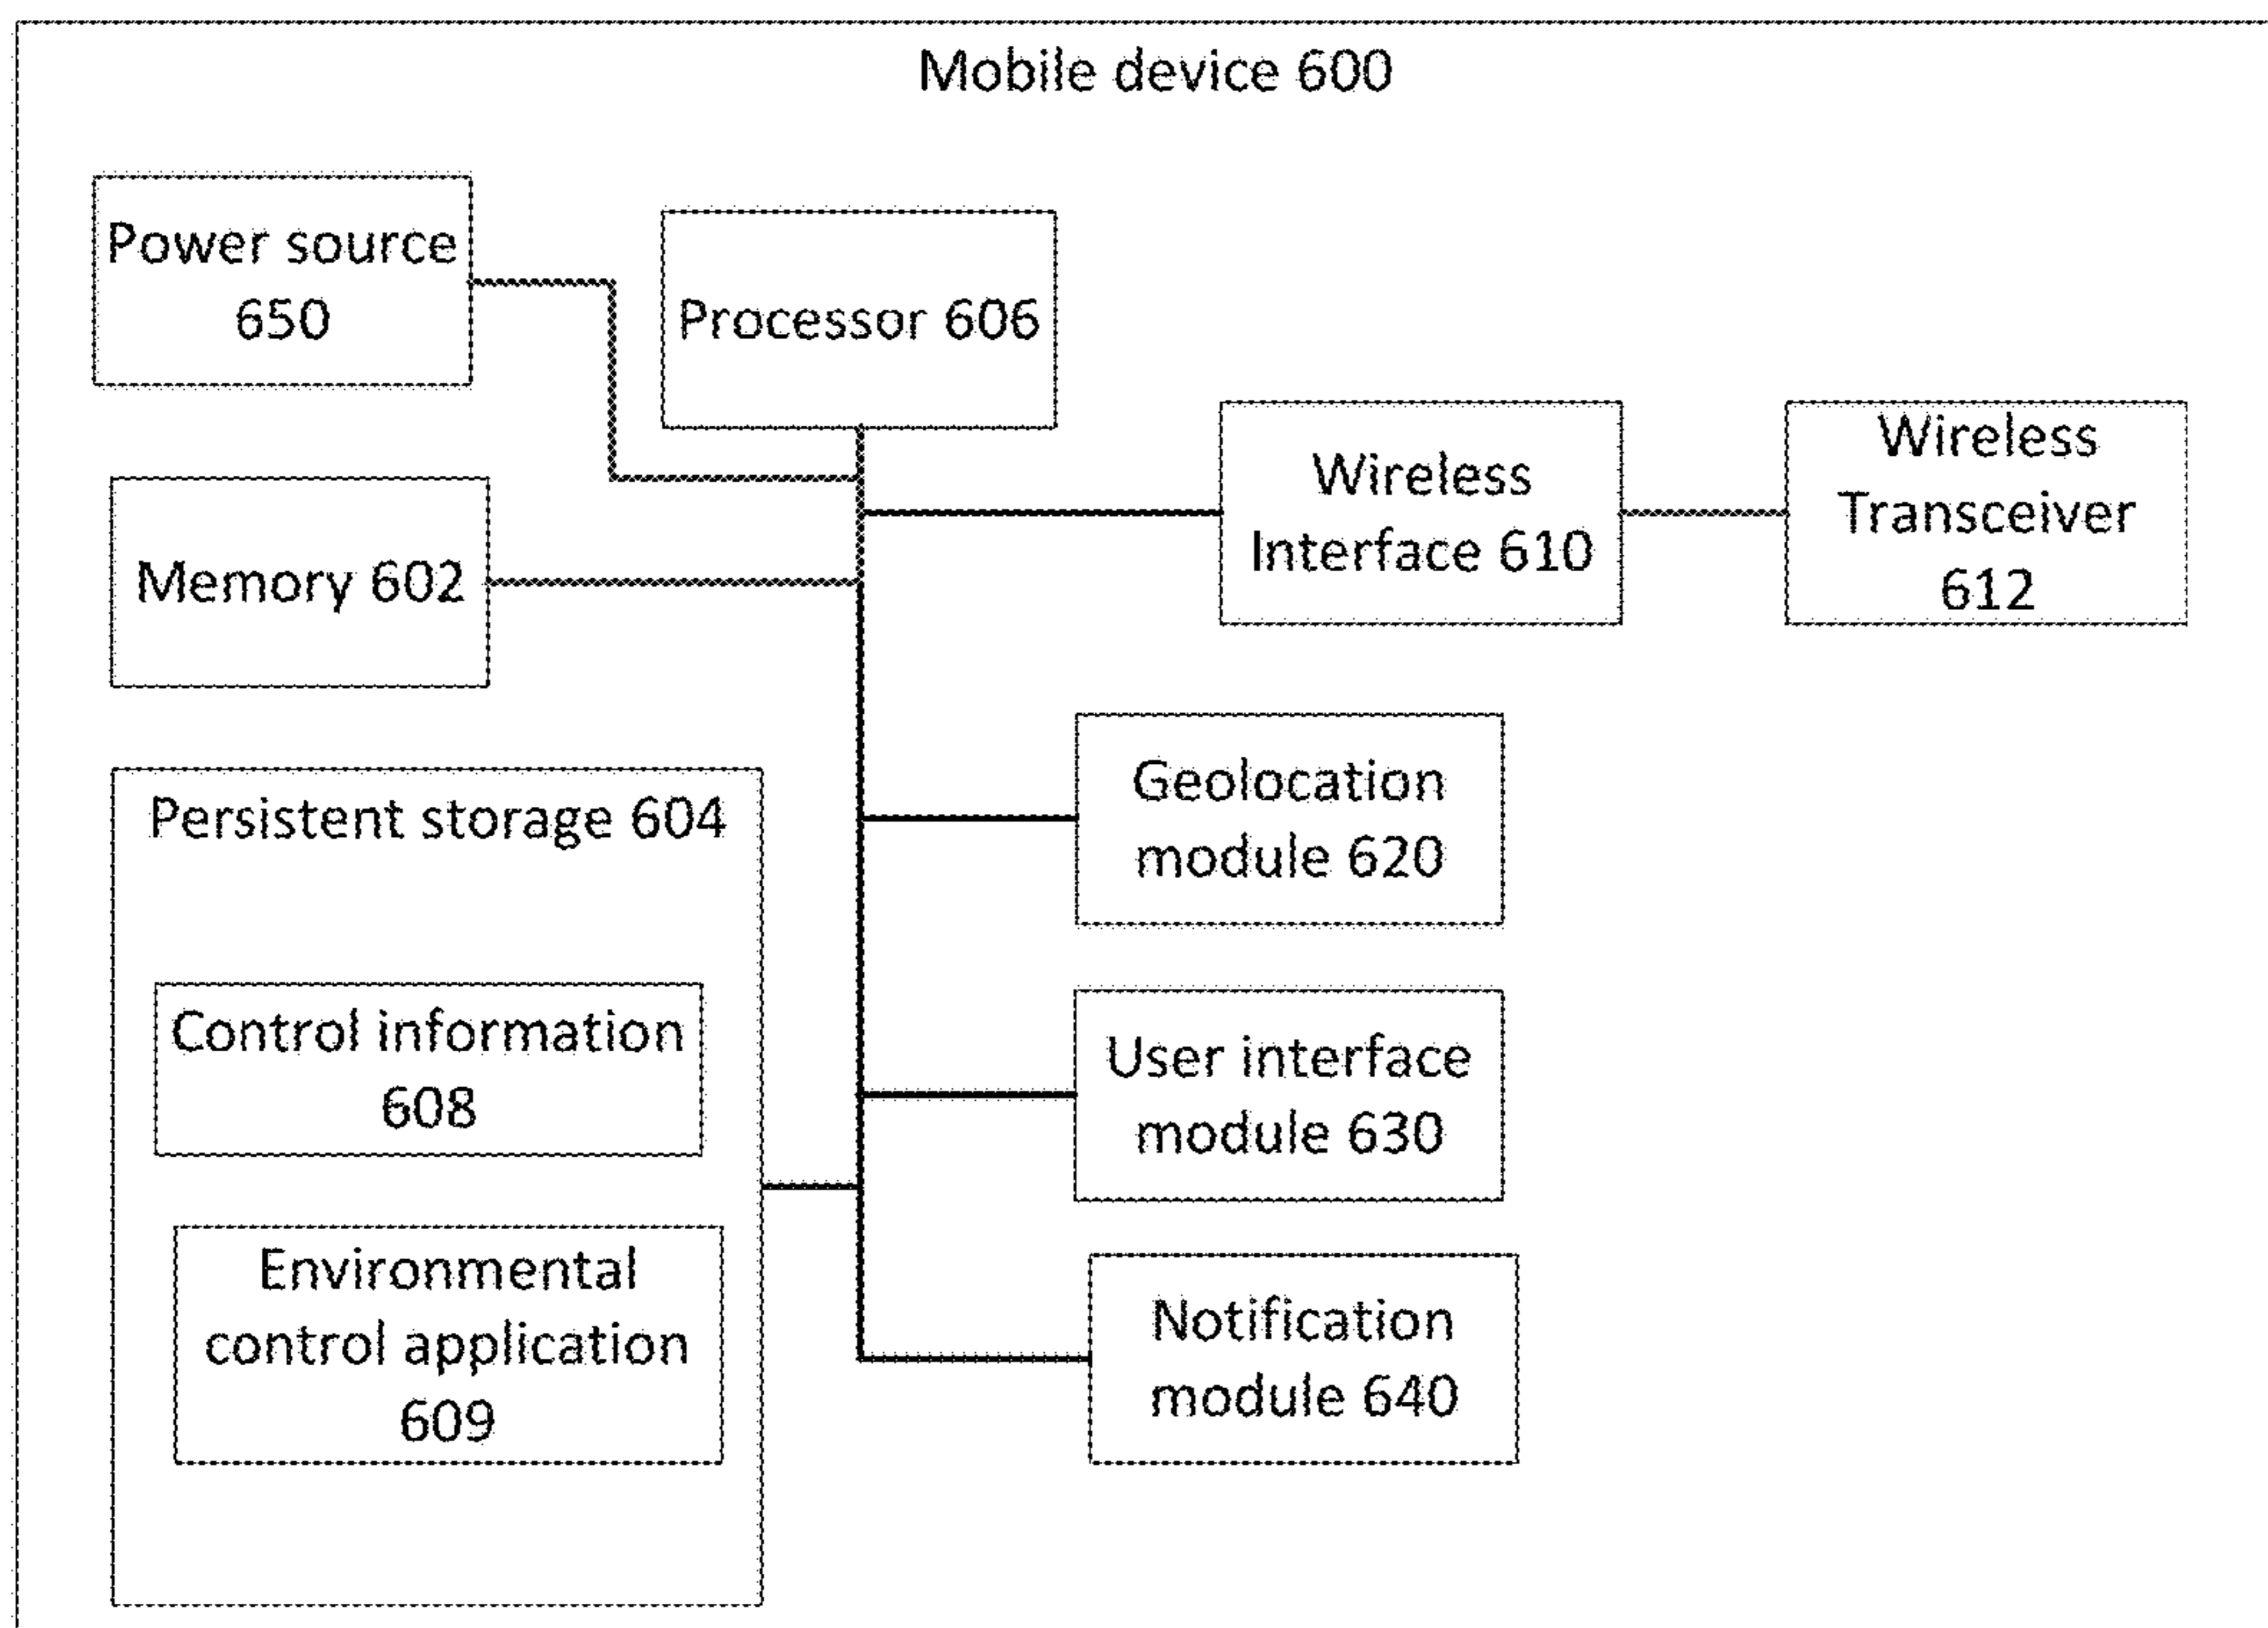 Mobile device 600
Power source
650
Processor 606
Wireless
Interface 610
Wireless
Transceiver
612
Memory 602
Geolocation
module 620
Persistent storage 604
Control information
608
User interface
module 630
Environmental
control application
609
Notification
module 640